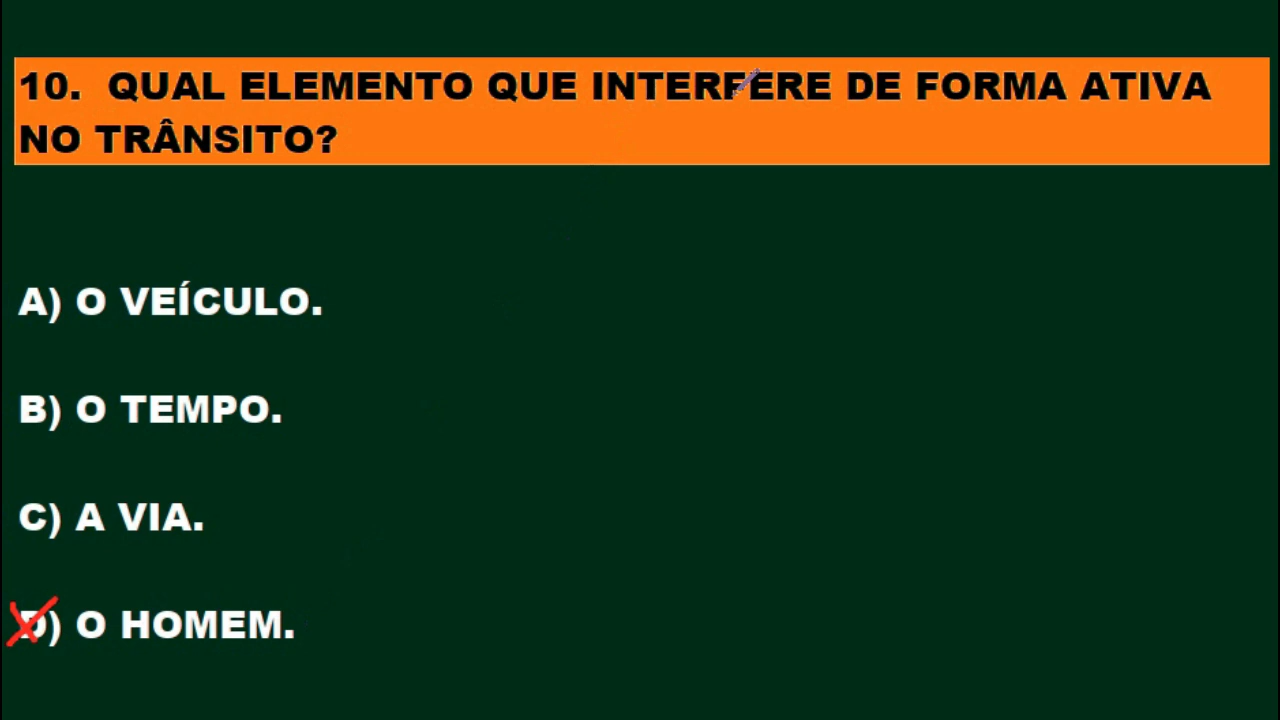 10. QUAL ELEMENTO QUE INTERFERE DE FORMA ATIVA
NO TRÂNSITO?
A) O VEÍCULO.
B) O TEMPO.
C) A VIA.
D) O HOMEM.